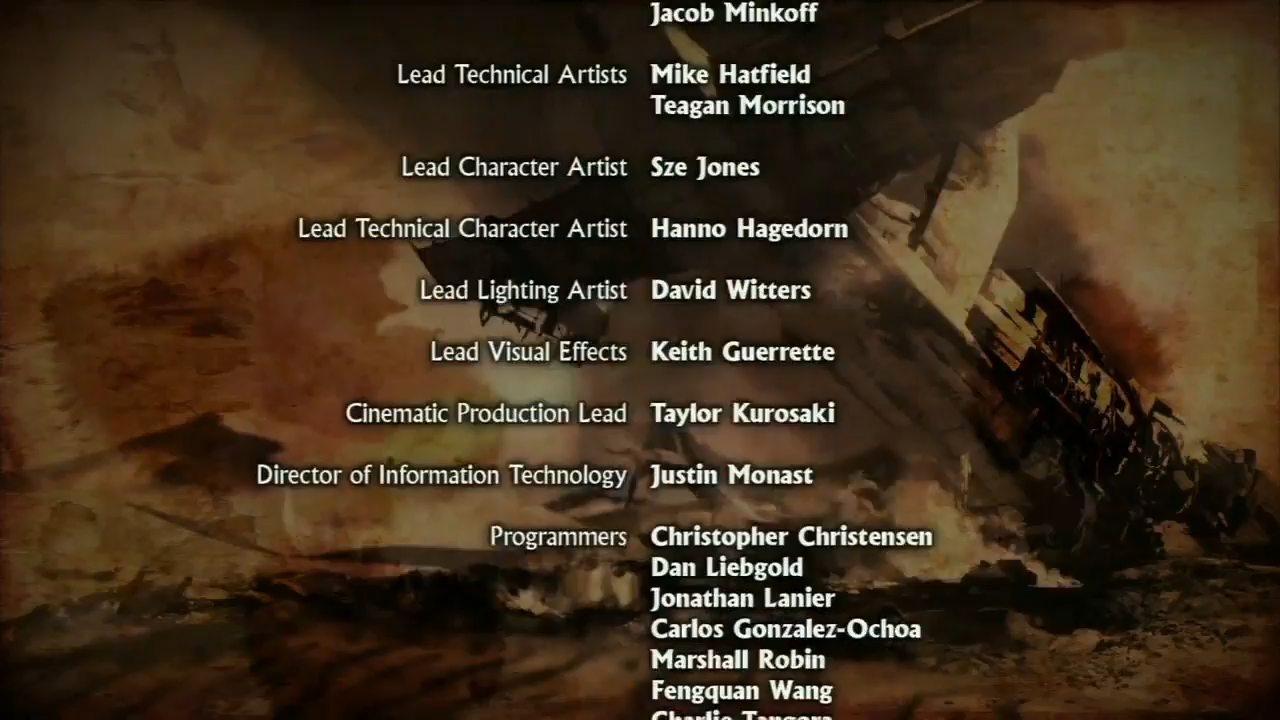 Jacob Minkoff
Lead Technical Artists Mike Hatfield
Teagan Morrison
Lead Character Artist Sze Jones
Lead Technical Character Artist Hanno Hagedorn
Lead Lighting Artist David Witters
Lead Visual Effects Keith Guerrette
Cinematic Production Lead Taylor Kurosaki
Director of Information Technology Justin Monast
Programmers Christopher Christensen
Dan Liebgold
Jonathan Lanier
Carlos Gonzalez-Ochoa
Marshall Robin
Fengquan Wang